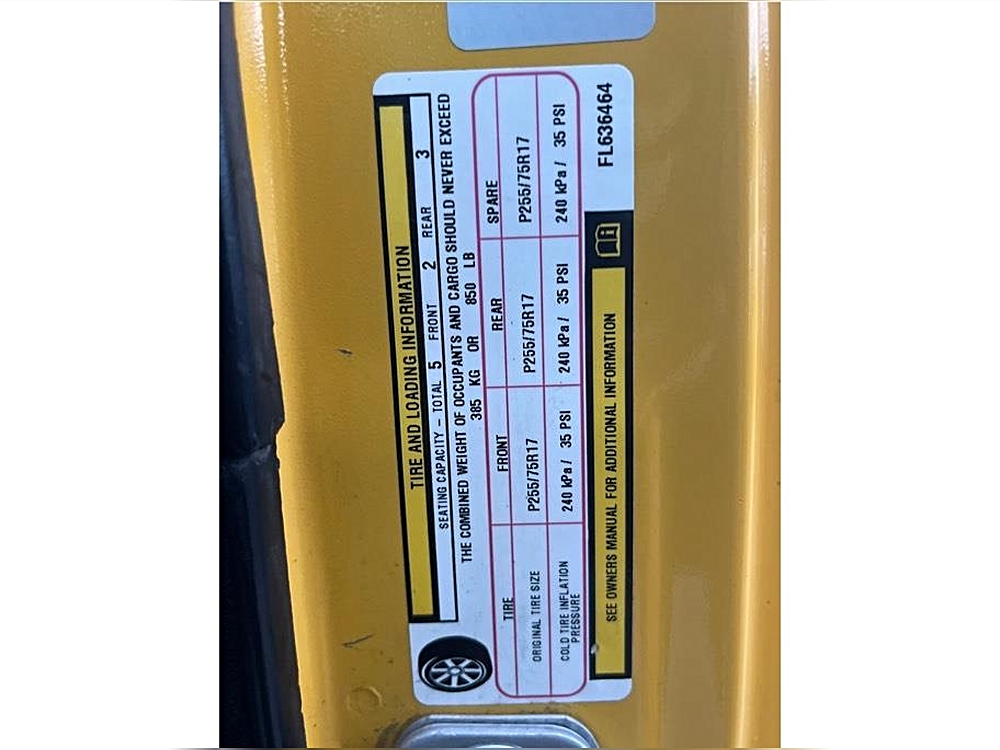 TIRE AND LOADING INFORMATION
SEATING CAPACITY – TOTAL 5 FRONT 2 REAR 3
THE COMBINED WEIGHT OF OCCUPANTS AND CARGO SHOULD NEVER EXCEED
385 KG OR 850 LB
TIRE FRONT REAR SPARE
ORIGINAL TIRE SIZE P255/75R17 P255/75R17 P255/75R17
COLD TIRE INFLATION PRESSURE 240 kPa / 35 PSI 240 kPa / 35 PSI 240 kPa / 35 PSI
SEE OWNERS MANUAL FOR ADDITIONAL INFORMATION
FL636464